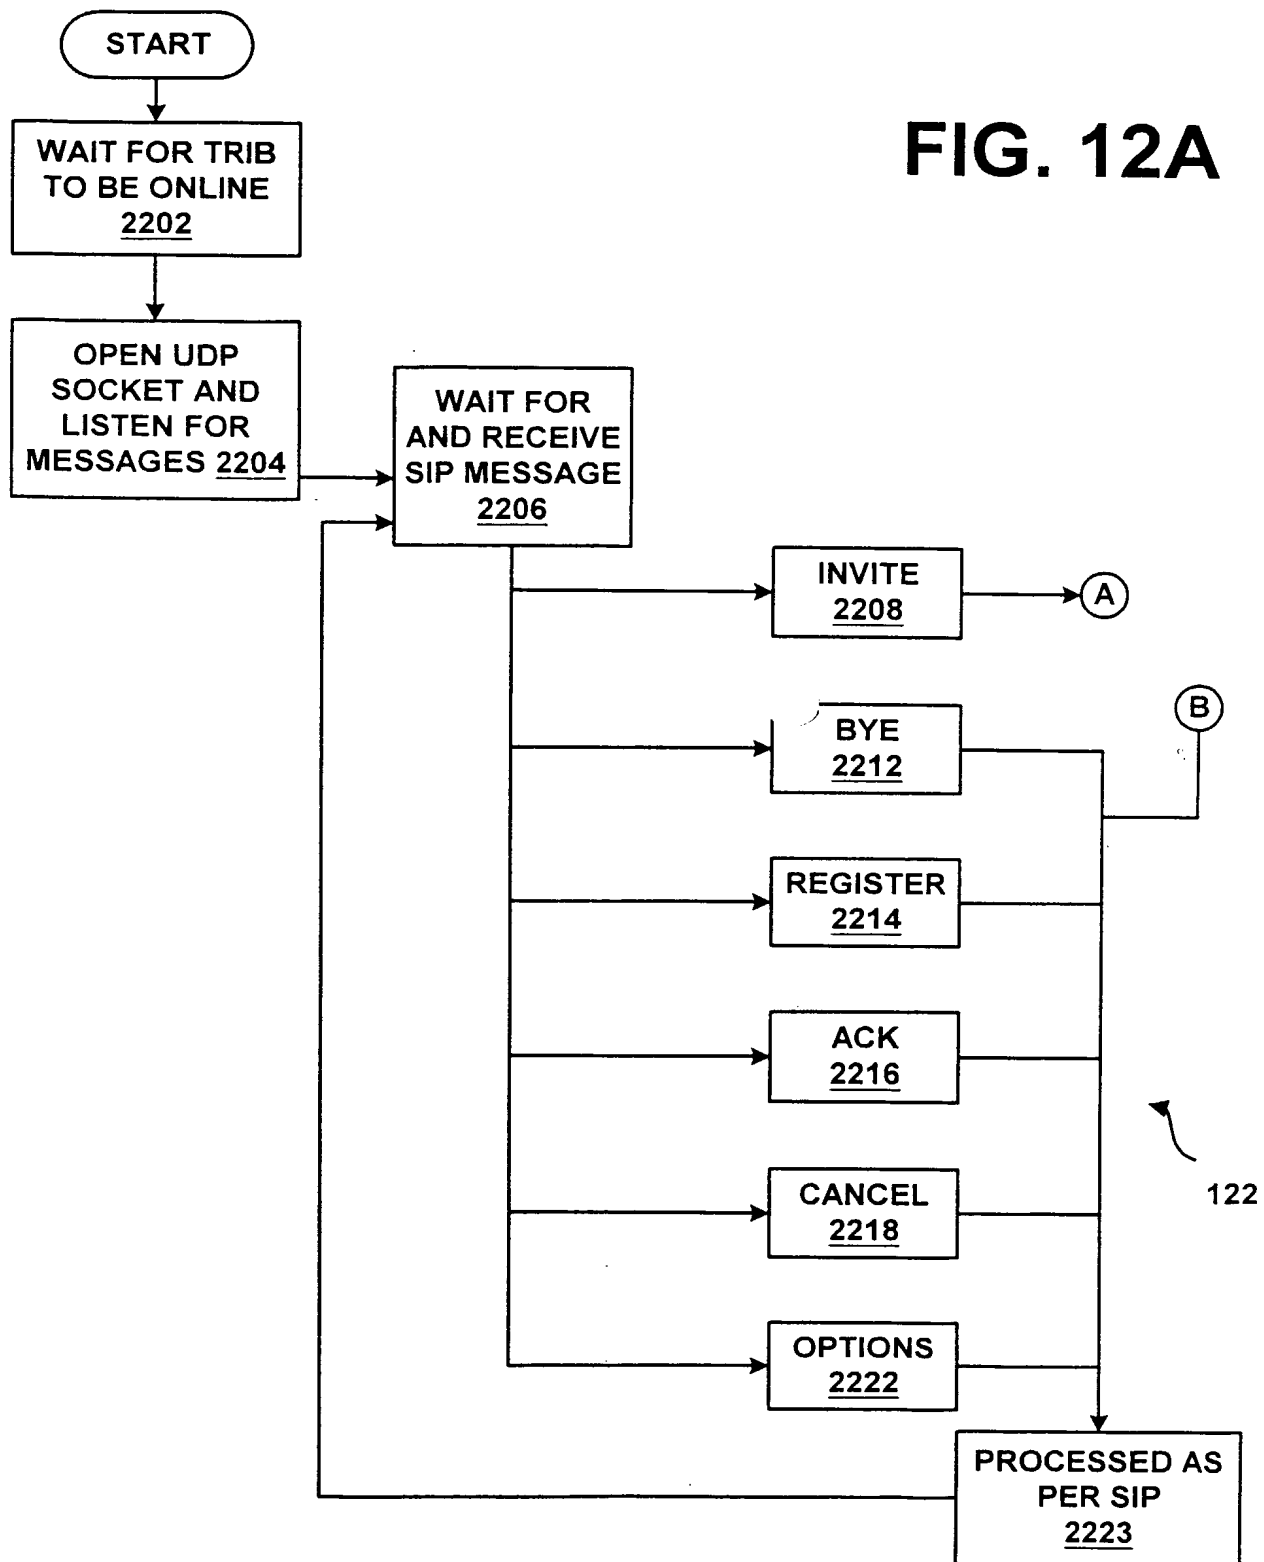 START
FIG. 12A
WAIT FOR TRIB
TO BE ONLINE
2202
OPEN UDP
SOCKET AND
LISTEN FOR
MESSAGES 2204
WAIT FOR
AND RECEIVE
SIP MESSAGE
2206
INVITE
2208
A
B
BYE
2212
REGISTER
2214
ACK
2216
122
CANCEL
2218
OPTIONS
2222
PROCESSED AS
PER SIP
2223